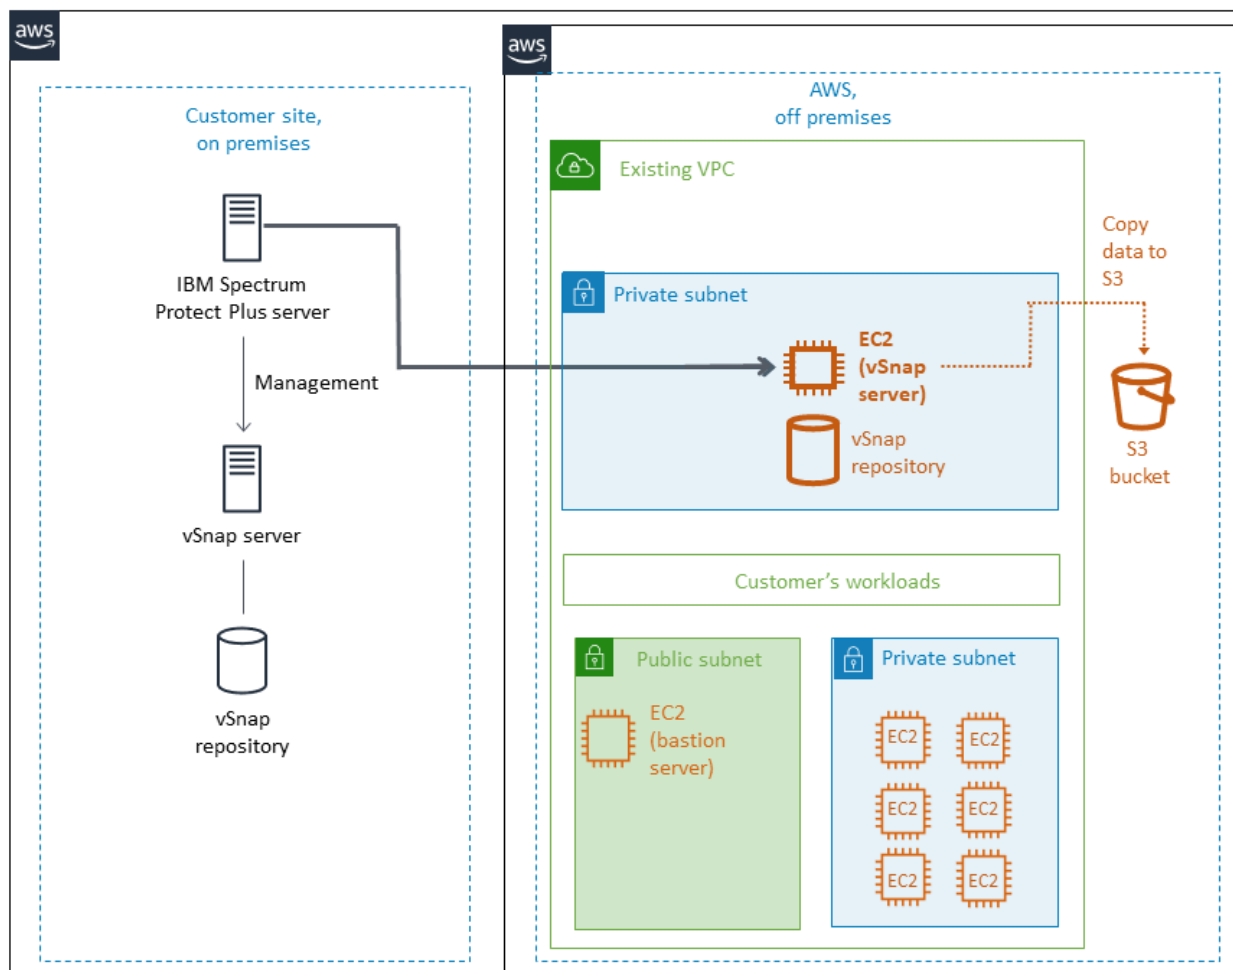 aws
Customer site,
on premises
IBM Spectrum
Protect Plus server
Management
vSnap server
vSnap
repository
aws
AWS,
off premises
Existing VPC
Private subnet
EC2
(vSnap
server)
vSnap
repository
Copy
data to
S3
S3
bucket
Customer’s workloads
Public subnet
EC2
(bastion
server)
Private subnet
EC2
EC2
EC2
EC2
EC2
EC2